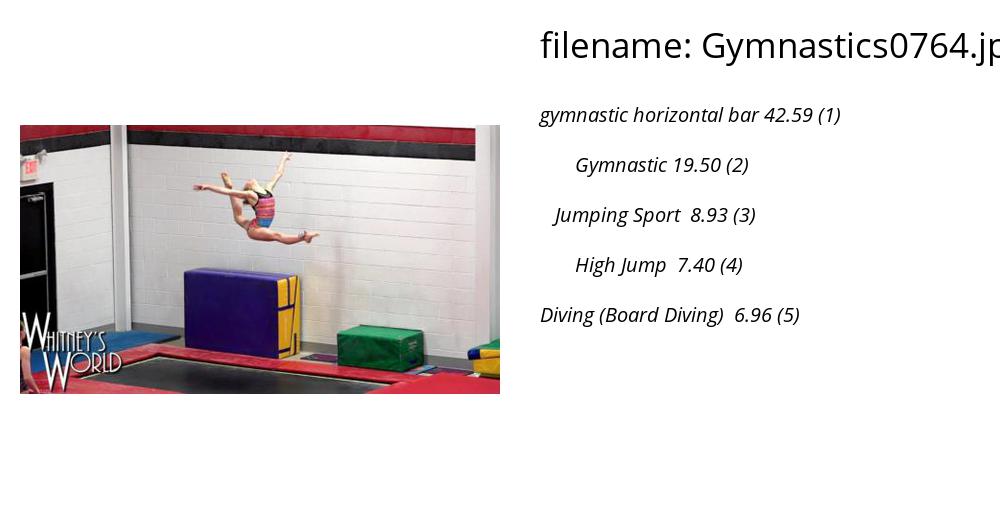 filename: Gymnastics0764.jp
gymnastic horizontal bar 42.59 (1)
Gymnastic 19.50 (2)
Jumping Sport 8.93 (3)
High Jump 7.40 (4)
Diving (Board Diving) 6.96 (5)
EXIT
WHITNEY'S
WORLD